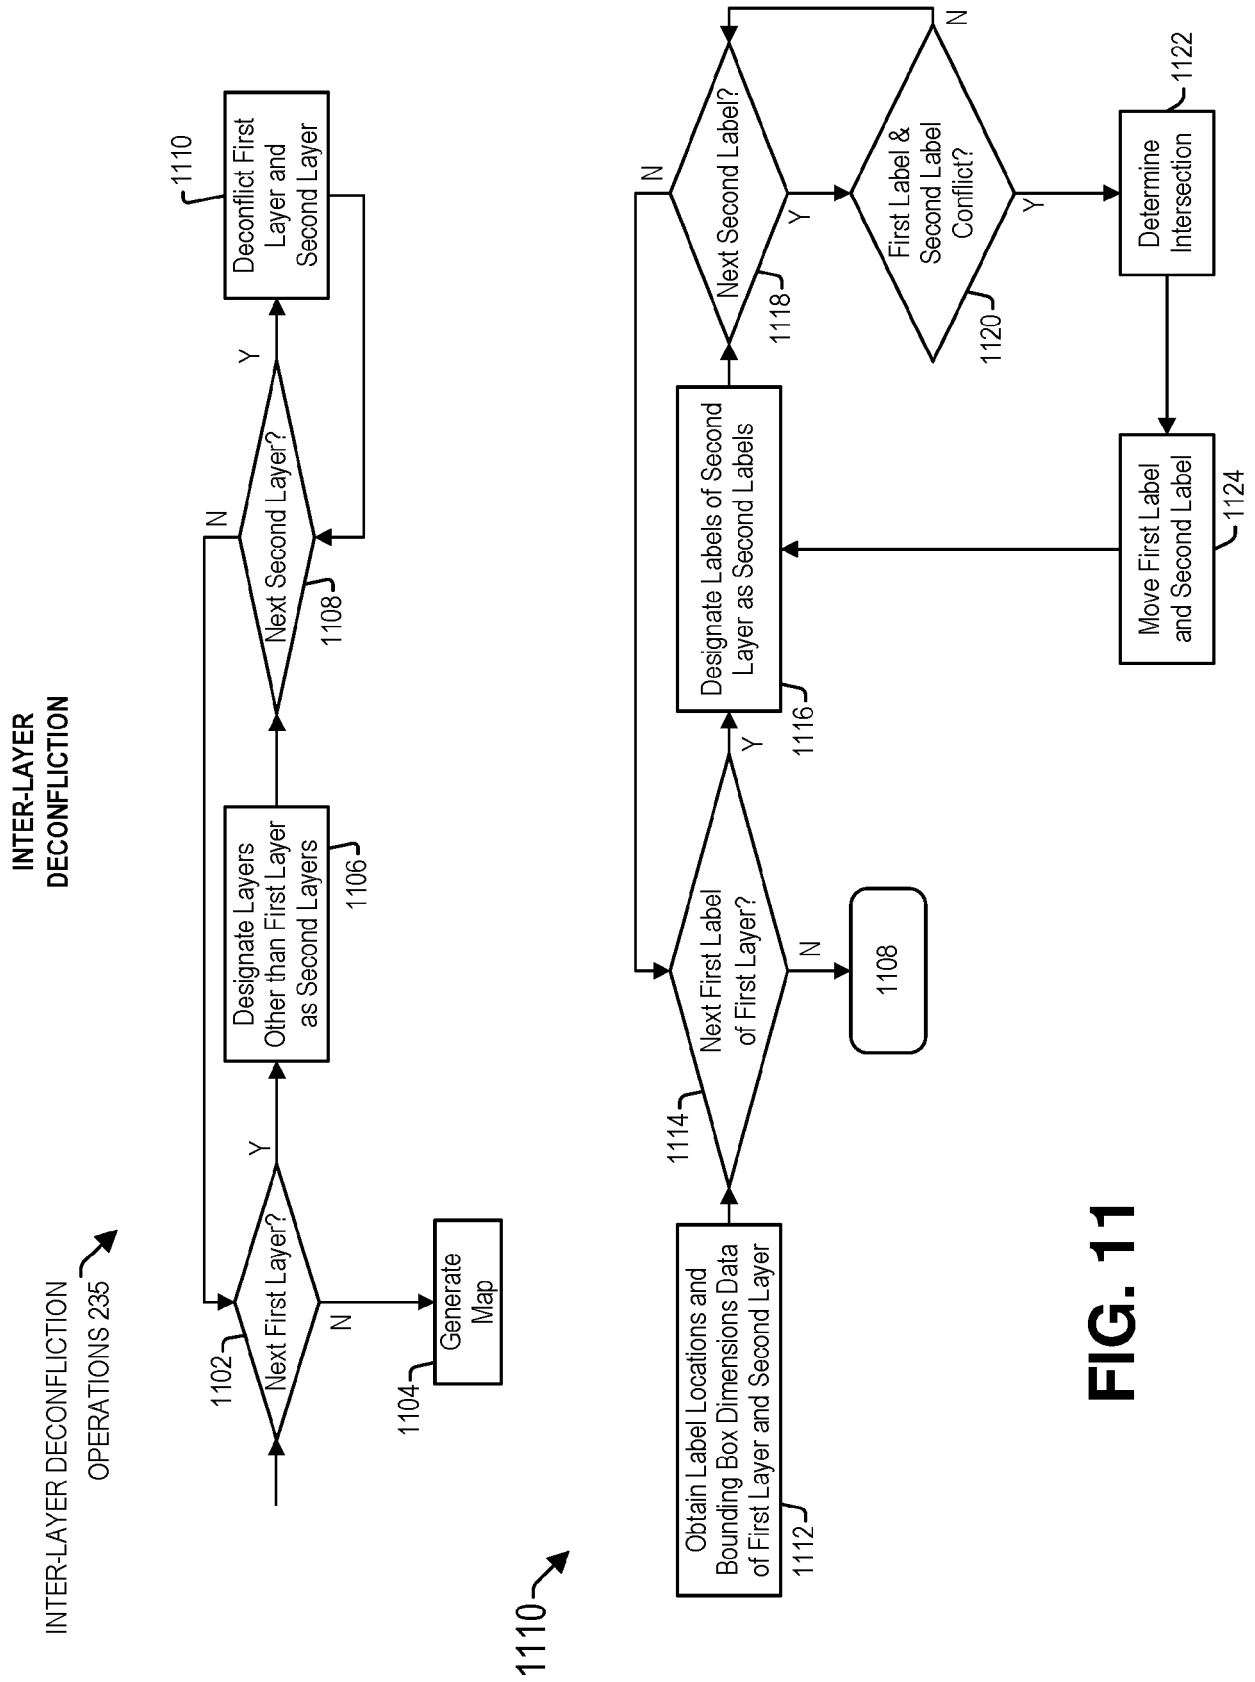 INTER-LAYER
DECONFLICTION
INTER-LAYER DECONFLICTION
OPERATIONS 235
1102
Next First Layer?
Y
N
1104
Generate
Map
Designate Layers
Other than First Layer
as Second Layers
1106
Next Second Layer?
1108
N
Y
1110
Deconflict First
Layer and
Second Layer
1110
Obtain Label Locations and
Bounding Box Dimensions Data
of First Layer and Second Layer
1112
1114
Next First Label
of First Layer?
Y
N
1108
Designate Labels of Second
Layer as Second Labels
1116
Next Second Label?
1118
N
Y
First Label &
Second Label
Conflict?
1120
N
Y
Determine
Intersection
1122
Move First Label
and Second Label
1124
FIG. 11